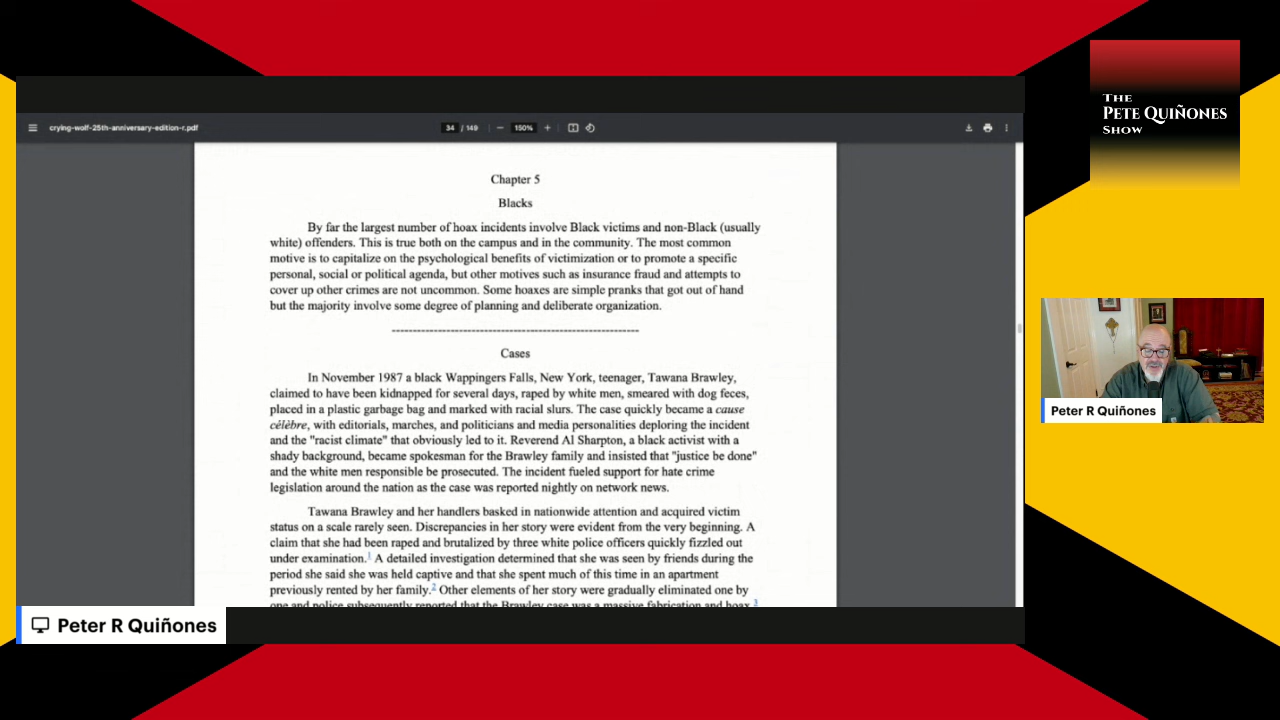 crying-wolf-25th-anniversary-edition-r.pdf
34 / 149
150%
Chapter 5
Blacks
By far the largest number of hoax incidents involve Black victims and non-Black (usually
white) offenders. This is true both on the campus and in the community. The most common
motive is to capitalize on the psychological benefits of victimization or to promote a specific
personal, social or political agenda, but other motives such as insurance fraud and attempts to
cover up other crimes are not uncommon. Some hoaxes are simple pranks that got out of hand
but the majority involve some degree of planning and deliberate organization.
-----------------------------------------------------------
Cases
In November 1987 a black Wappingers Falls, New York, teenager, Tawana Brawley,
claimed to have been kidnapped for several days, raped by white men, smeared with dog feces,
placed in a plastic garbage bag and marked with racial slurs. The case quickly became a cause
célèbre, with editorials, marches, and politicians and media personalities deploring the incident
and the "racist climate" that obviously led to it. Reverend Al Sharpton, a black activist with a
shady background, became spokesman for the Brawley family and insisted that "justice be done"
and the white men responsible be prosecuted. The incident fueled support for hate crime
legislation around the nation as the case was reported nightly on network news.
Tawana Brawley and her handlers basked in nationwide attention and acquired victim
status on a scale rarely seen. Discrepancies in her story were evident from the very beginning. A
claim that she had been raped and brutalized by three white police officers quickly fizzled out
under examination.1 A detailed investigation determined that she was seen by friends during the
period she said she was held captive and that she spent much of this time in an apartment
previously rented by her family.2 Other elements of her story were gradually eliminated one by
one and police subsequently reported that the Brawley case was a massive fabrication and hoax.3
Peter R Quiñones
THE
PETE QUIÑONES
SHOW
Peter R Quiñones